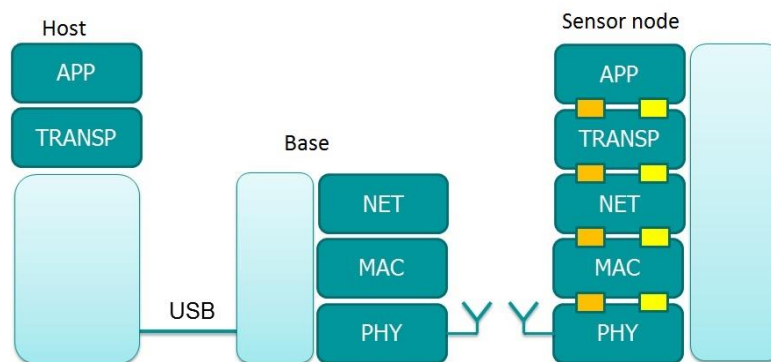 Host
APP
TRANSP
USB
Base
NET
MAC
PHY
Sensor node
APP
TRANSP
NET
MAC
PHY